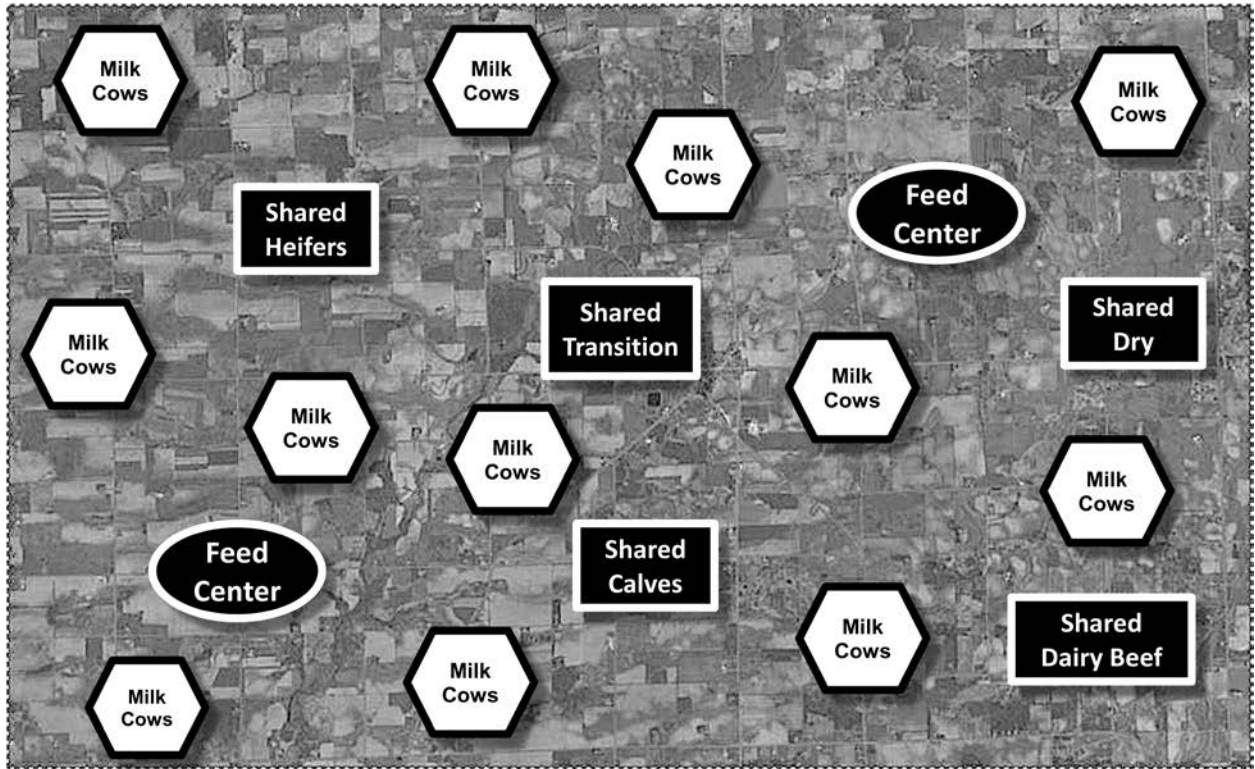 Milk
Cows
Milk
Cows
Milk
Cows
Milk
Cows
Shared
Heifers
Feed
Center
Shared
Transition
Shared
Dry
Milk
Cows
Milk
Cows
Milk
Cows
Milk
Cows
Milk
Cows
Feed
Center
Shared
Calves
Milk
Cows
Shared
Dairy Beef
Milk
Cows
Milk
Cows